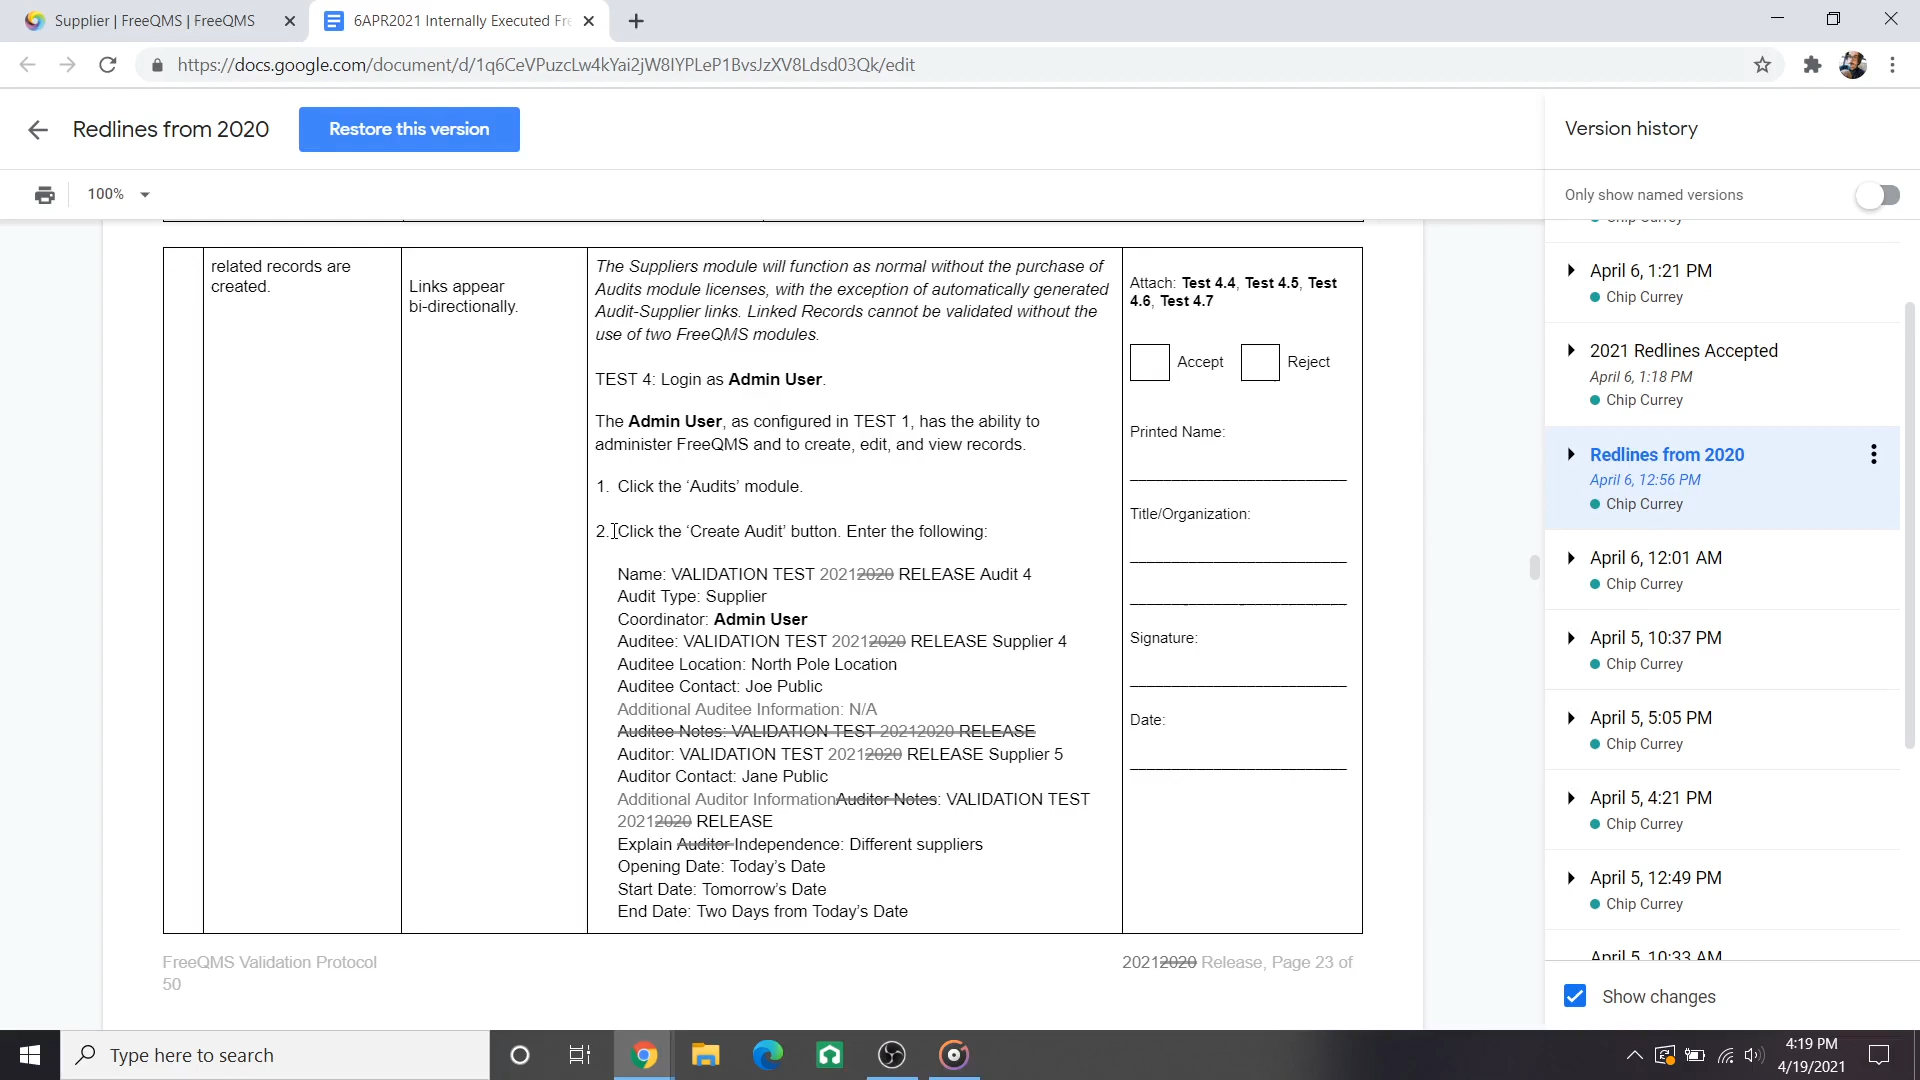 Supplier | FreeQMS | FreeQMS
6APR2021 Internally Executed Fre
https://docs.google.com/document/d/1q6CeVPuzcLw4kYai2jW8IYPLeP1BvsJzXV8Ldsd03Qk/edit
Redlines from 2020
Restore this version
Version history
100%
Only show named versions
related records are
created.
Links appear
bi-directionally.
The Suppliers module will function as normal without the purchase of
Audits module licenses, with the exception of automatically generated
Audit-Supplier links. Linked Records cannot be validated without the
use of two FreeQMS modules.
TEST 4: Login as Admin User.
The Admin User, as configured in TEST 1, has the ability to
administer FreeQMS and to create, edit, and view records.
1. Click the ‘Audits’ module.
2. Click the ‘Create Audit’ button. Enter the following:
Name: VALIDATION TEST 20212020 RELEASE Audit 4
Audit Type: Supplier
Coordinator: Admin User
Auditee: VALIDATION TEST 20212020 RELEASE Supplier 4
Auditee Location: North Pole Location
Auditee Contact: Joe Public
Additional Auditee Information: N/A
Auditee Notes: VALIDATION TEST 20212020 RELEASE
Auditor: VALIDATION TEST 20212020 RELEASE Supplier 5
Auditor Contact: Jane Public
Additional Auditor InformationAuditor Notes: VALIDATION TEST
20212020 RELEASE
Explain Auditor Independence: Different suppliers
Opening Date: Today’s Date
Start Date: Tomorrow’s Date
End Date: Two Days from Today’s Date
Attach: Test 4.4, Test 4.5, Test
4.6, Test 4.7
Accept Reject
Printed Name:
Title/Organization:
Signature:
Date:
FreeQMS Validation Protocol
50
20212020 Release, Page 23 of
Chip Currey
April 6, 1:21 PM
Chip Currey
2021 Redlines Accepted
April 6, 1:18 PM
Chip Currey
Redlines from 2020
April 6, 12:56 PM
Chip Currey
April 6, 12:01 AM
Chip Currey
April 5, 10:37 PM
Chip Currey
April 5, 5:05 PM
Chip Currey
April 5, 4:21 PM
Chip Currey
April 5, 12:49 PM
Chip Currey
April 5, 10:33 AM
Show changes
Type here to search
4:19 PM
4/19/2021